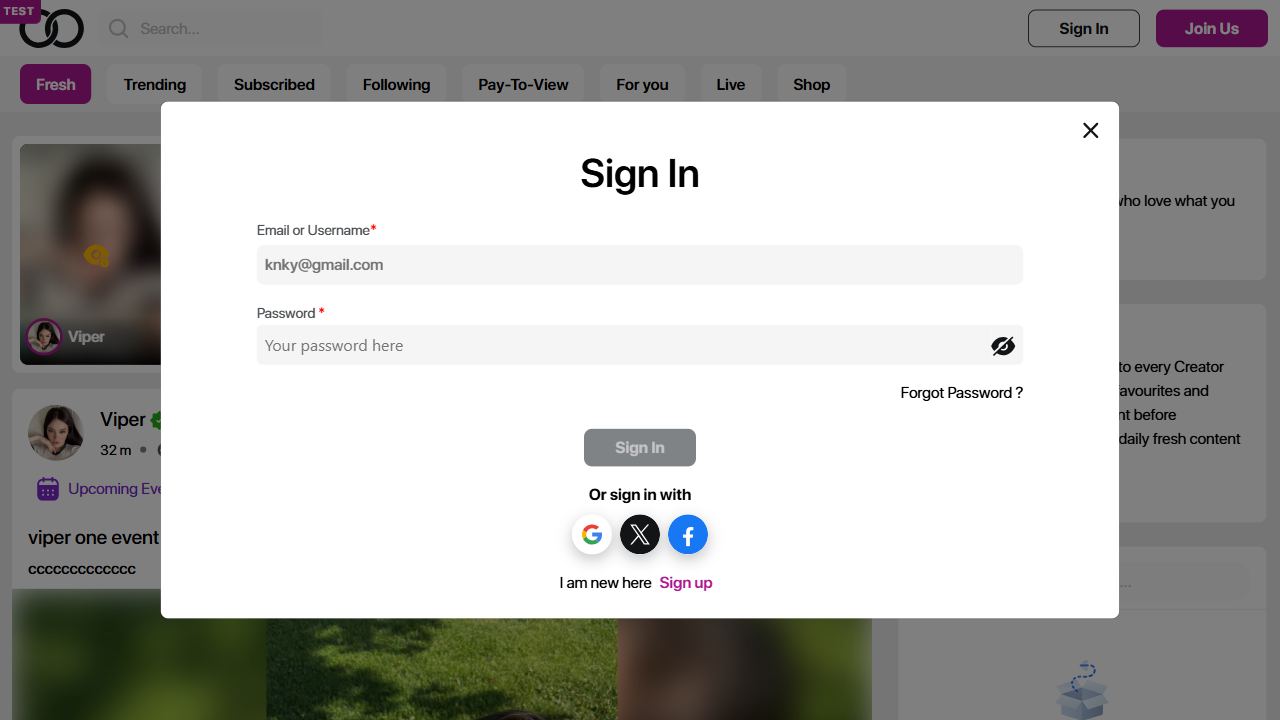 TEST
Search...
Sign In
Join Us
Fresh
Trending
Subscribed
Following
Pay-To-View
For you
Live
Shop
Sign In
Email or Username*
knky@gmail.com
Password *
Your password here
Forgot Password ?
Sign In
Or sign in with
I am new here Sign up
Viper
Viper
32 m
Upcoming Eve
viper one event
ccccccccccccc
who love what you
to every Creator
favourites and
nt before
daily fresh content
...